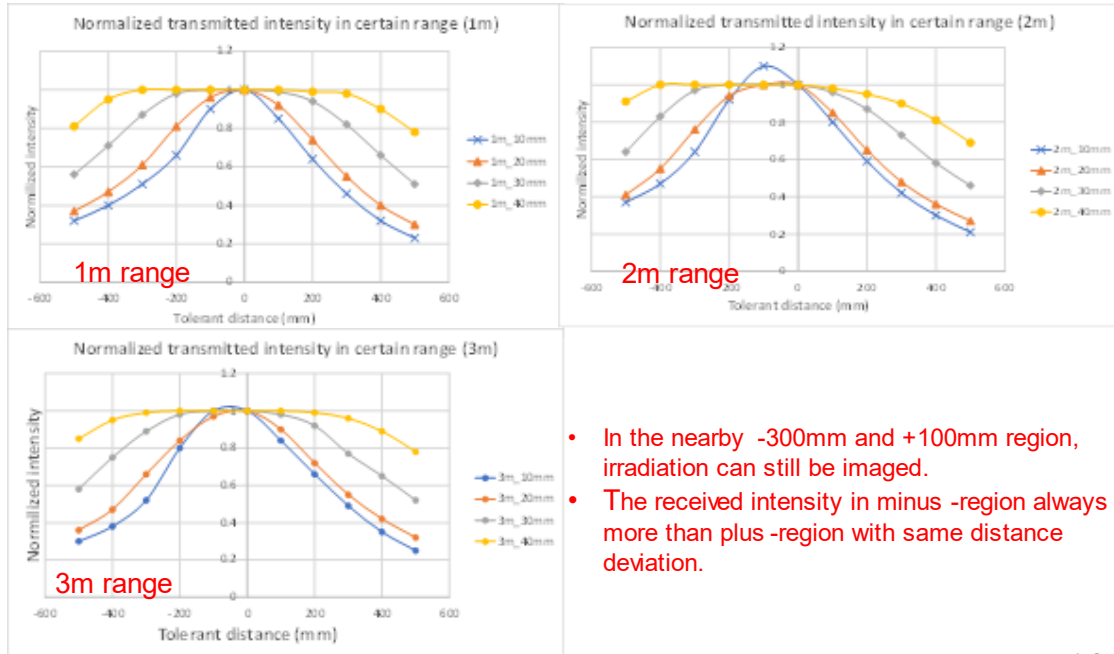 Normalized transmitted intensity in certain range (1m)
1.2
1
0.8
0.6
0.4
0.2
0
-600
-400
-200
0
200
400
600
Normilized intensity
Tolerant distance (mm)
1m_10mm
1m_20mm
1m_30mm
1m_40mm
1m range
Normalized transmitted intensity in certain range (2m)
1.2
1
0.8
0.6
0.4
0.2
0
-600
-400
-200
0
200
400
600
Normilized intensity
Tolerant distance (mm)
2m_10mm
2m_20mm
2m_30mm
2m_40mm
2m range
Normalized transmitted intensity in certain range (3m)
1.2
1
0.8
0.6
0.4
0.2
0
-600
-400
-200
0
200
400
600
Normilized intensity
Tolerant distance (mm)
3m_10mm
3m_20mm
3m_30mm
3m_40mm
3m range
• In the nearby -300mm and +100mm region,
irradiation can still be imaged.
• The received intensity in minus -region always
more than plus -region with same distance
deviation.